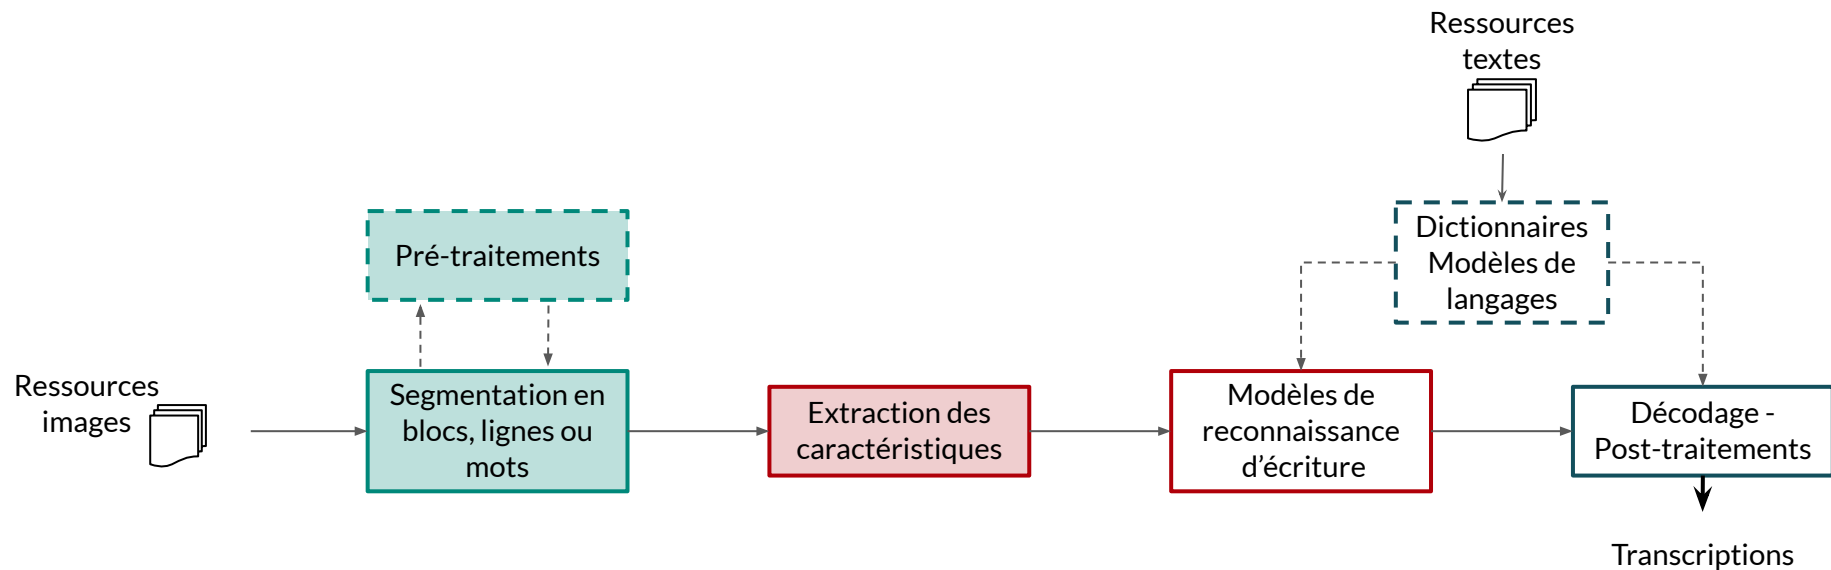 Ressources
textes
Dictionnaires
Modèles de
langages
Pré-traitements
Ressources
images
Segmentation en
blocs, lignes ou
mots
Extraction des
caractéristiques
Modèles de
reconnaissance
d’écriture
Décodage -
Post-traitements
Transcriptions